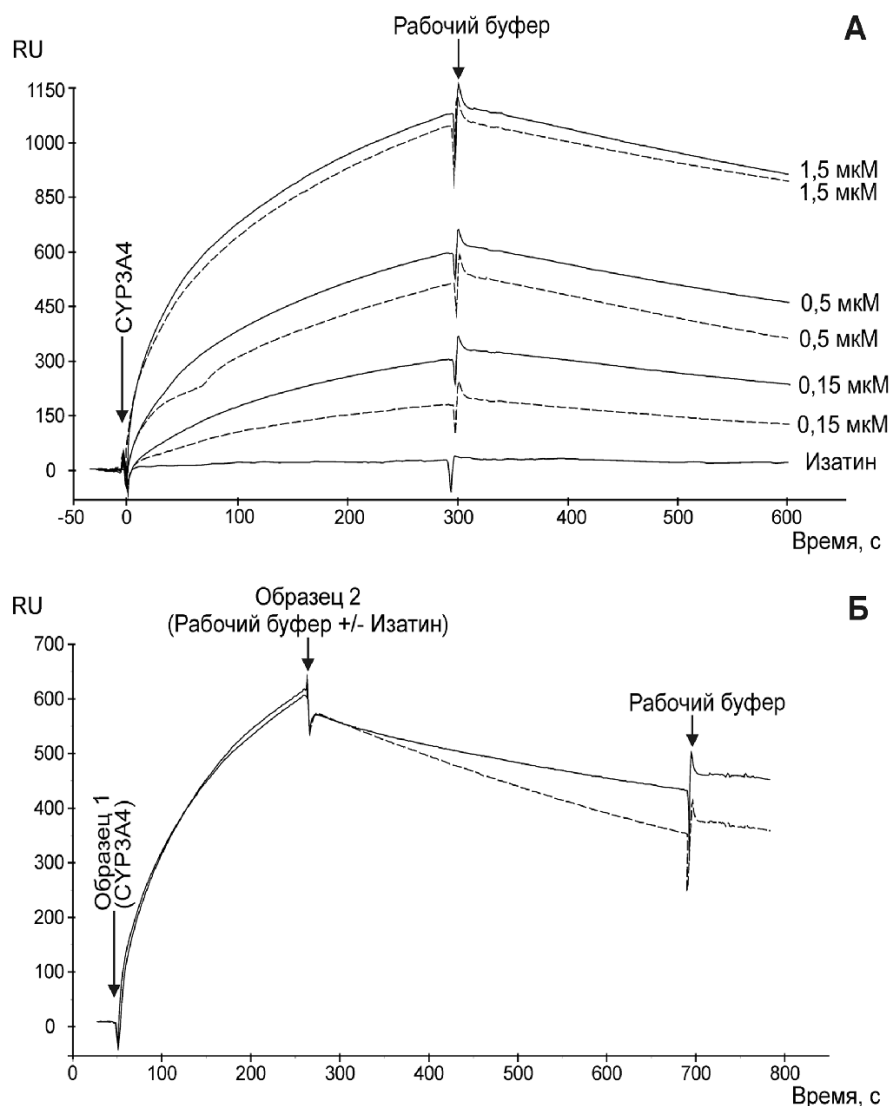 Рабочий буфер
А
RU
1150
1000
850
600
450
300
150
0
CYP3A4
1,5 мкМ
1,5 мкМ
0,5 мкМ
0,5 мкМ
0,15 мкМ
0,15 мкМ
Изатин
-50
0
100
200
300
400
500
600
Время, с
Б
RU
Образец 2
(Рабочий буфер +/- Изатин)
Рабочий буфер
700
600
500
400
300
200
100
0
Образец 1
(CYP3A4)
0
100
200
300
400
500
600
700
800
Время, с